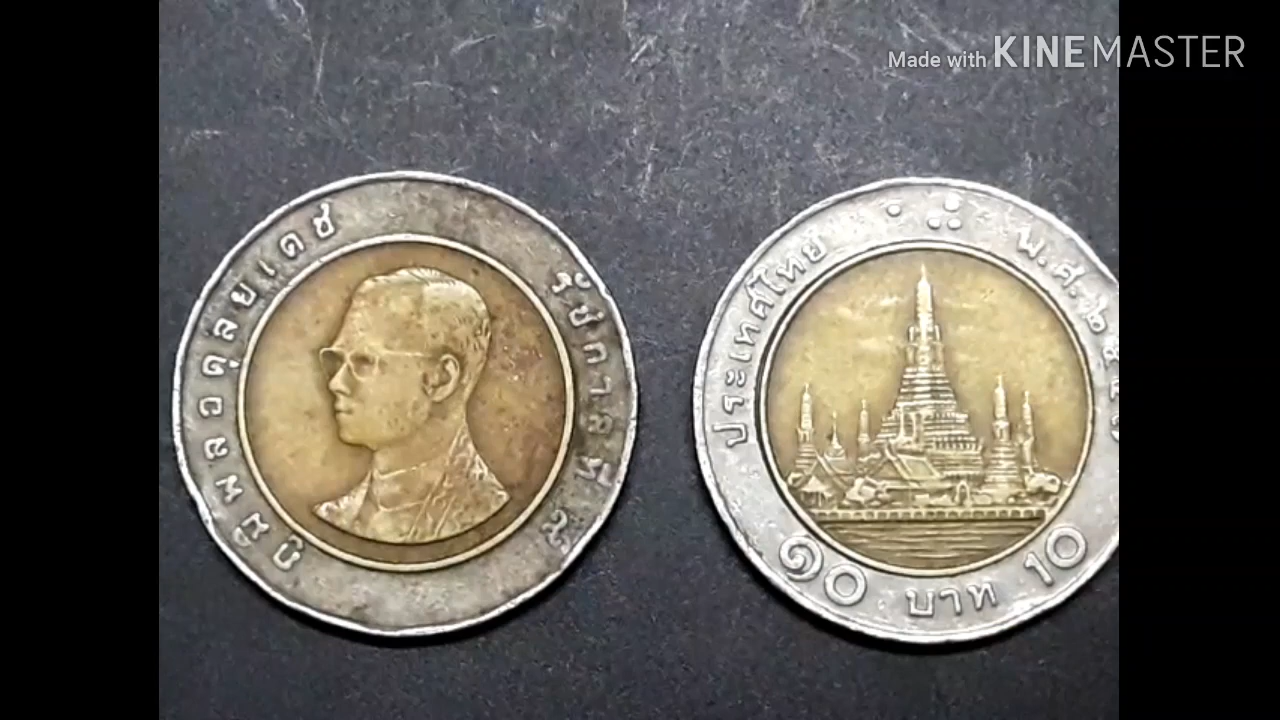 Made with KINEMASTER
ภูมิพลอดุลยเดช
รัชกาลที่ ๙
ประเทศไทย
พ.ศ.
๑๐ บาท 10